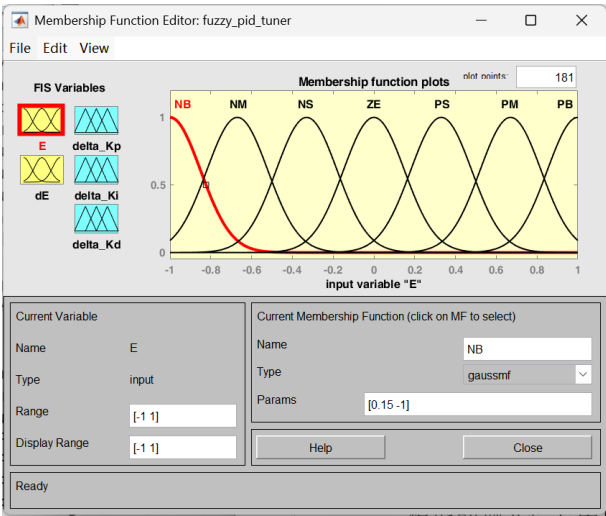 Membership Function Editor: fuzzy_pid_tuner
File Edit View
FIS Variables
Membership function plots plot points: 181
E
delta_Kp
dE
delta_Ki
delta_Kd
NB NM NS ZE PS PM PB
1
0.5
0
-1 -0.8 -0.6 -0.4 -0.2 0 0.2 0.4 0.6 0.8 1
input variable "E"
Current Variable
Name E
Type input
Range [-1 1]
Display Range [-1 1]
Current Membership Function (click on MF to select)
Name NB
Type gaussmf
Params [0.15 -1]
Help Close
Ready